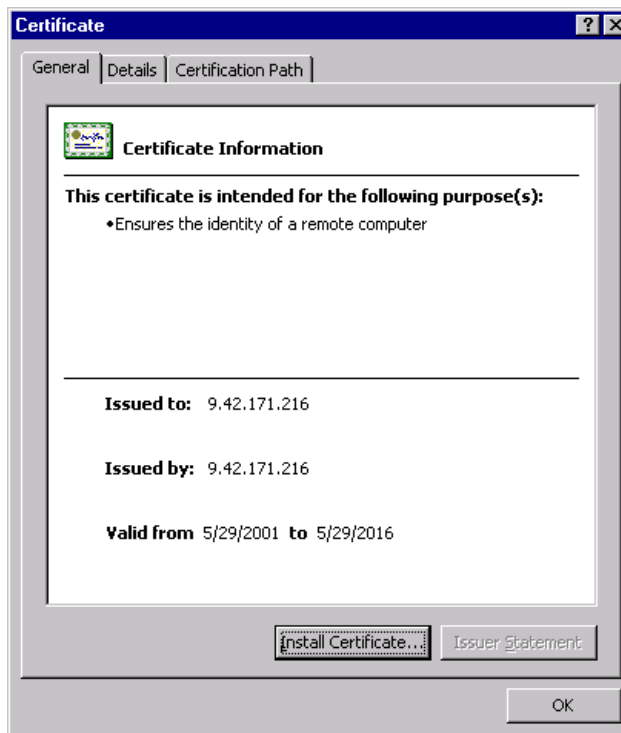 Certificate
General Details Certification Path
Certificate Information
This certificate is intended for the following purpose(s):
•Ensures the identity of a remote computer
Issued to: 9.42.171.216
Issued by: 9.42.171.216
Valid from 5/29/2001 to 5/29/2016
Install Certificate... Issuer Statement
OK